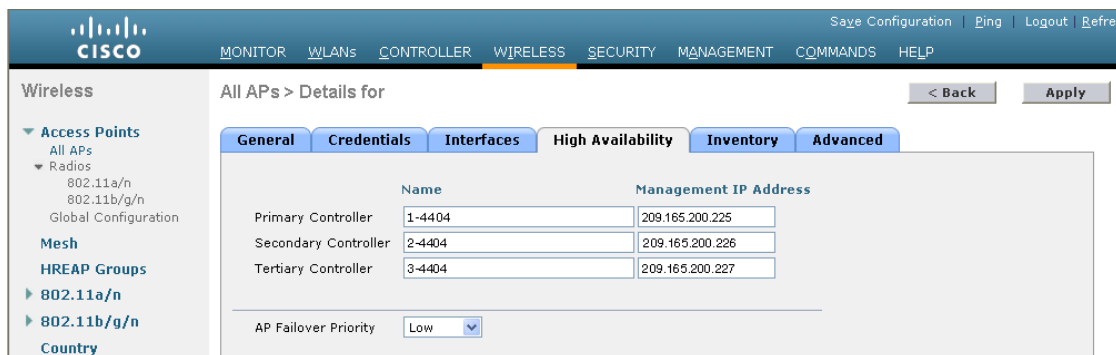 Save Configuration | Ping | Logout | Refre
CISCO
MONITOR WLANs CONTROLLER WIRELESS SECURITY MANAGEMENT COMMANDS HELP
Wireless
All APs > Details for
< Back
Apply
Access Points
All APs
Radios
802.11a/n
802.11b/g/n
Global Configuration
Mesh
HREAP Groups
802.11a/n
802.11b/g/n
Country
General Credentials Interfaces High Availability Inventory Advanced
Name Management IP Address
Primary Controller 1-4404 209.165.200.225
Secondary Controller 2-4404 209.165.200.226
Tertiary Controller 3-4404 209.165.200.227
AP Failover Priority Low